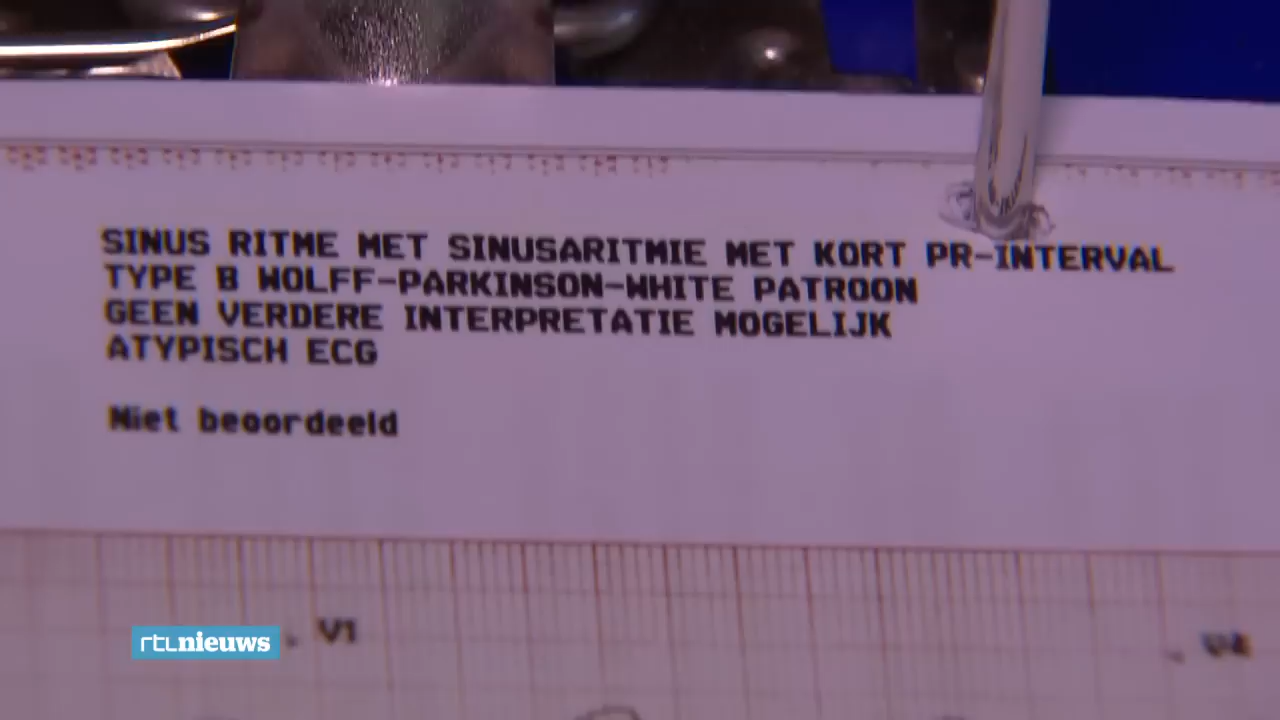 SINUS RITME MET SINUSARITMIE MET KORT PR-INTERVAL
TYPE B WOLFF-PARKINSON-WHITE PATROON
GEEN VERDERE INTERPRETATIE MOGELIJK
ATYPISCH ECG
Niet beoordeeld
V1
V4
rtlnieuws